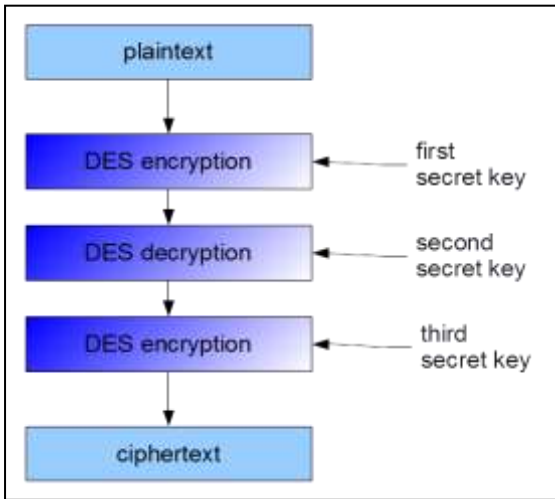 plaintext
DES encryption
first
secret key
DES decryption
second
secret key
DES encryption
third
secret key
ciphertext